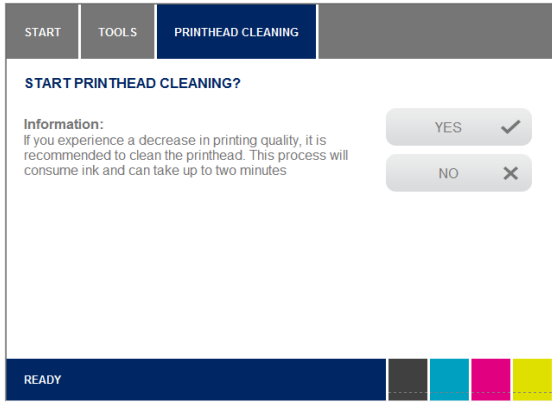 START TOOLS PRINTHEAD CLEANING
START PRINTHEAD CLEANING?
Information:
If you experience a decrease in printing quality, it is
recommended to clean the printhead. This process will
consume ink and can take up to two minutes
YES
NO
READY